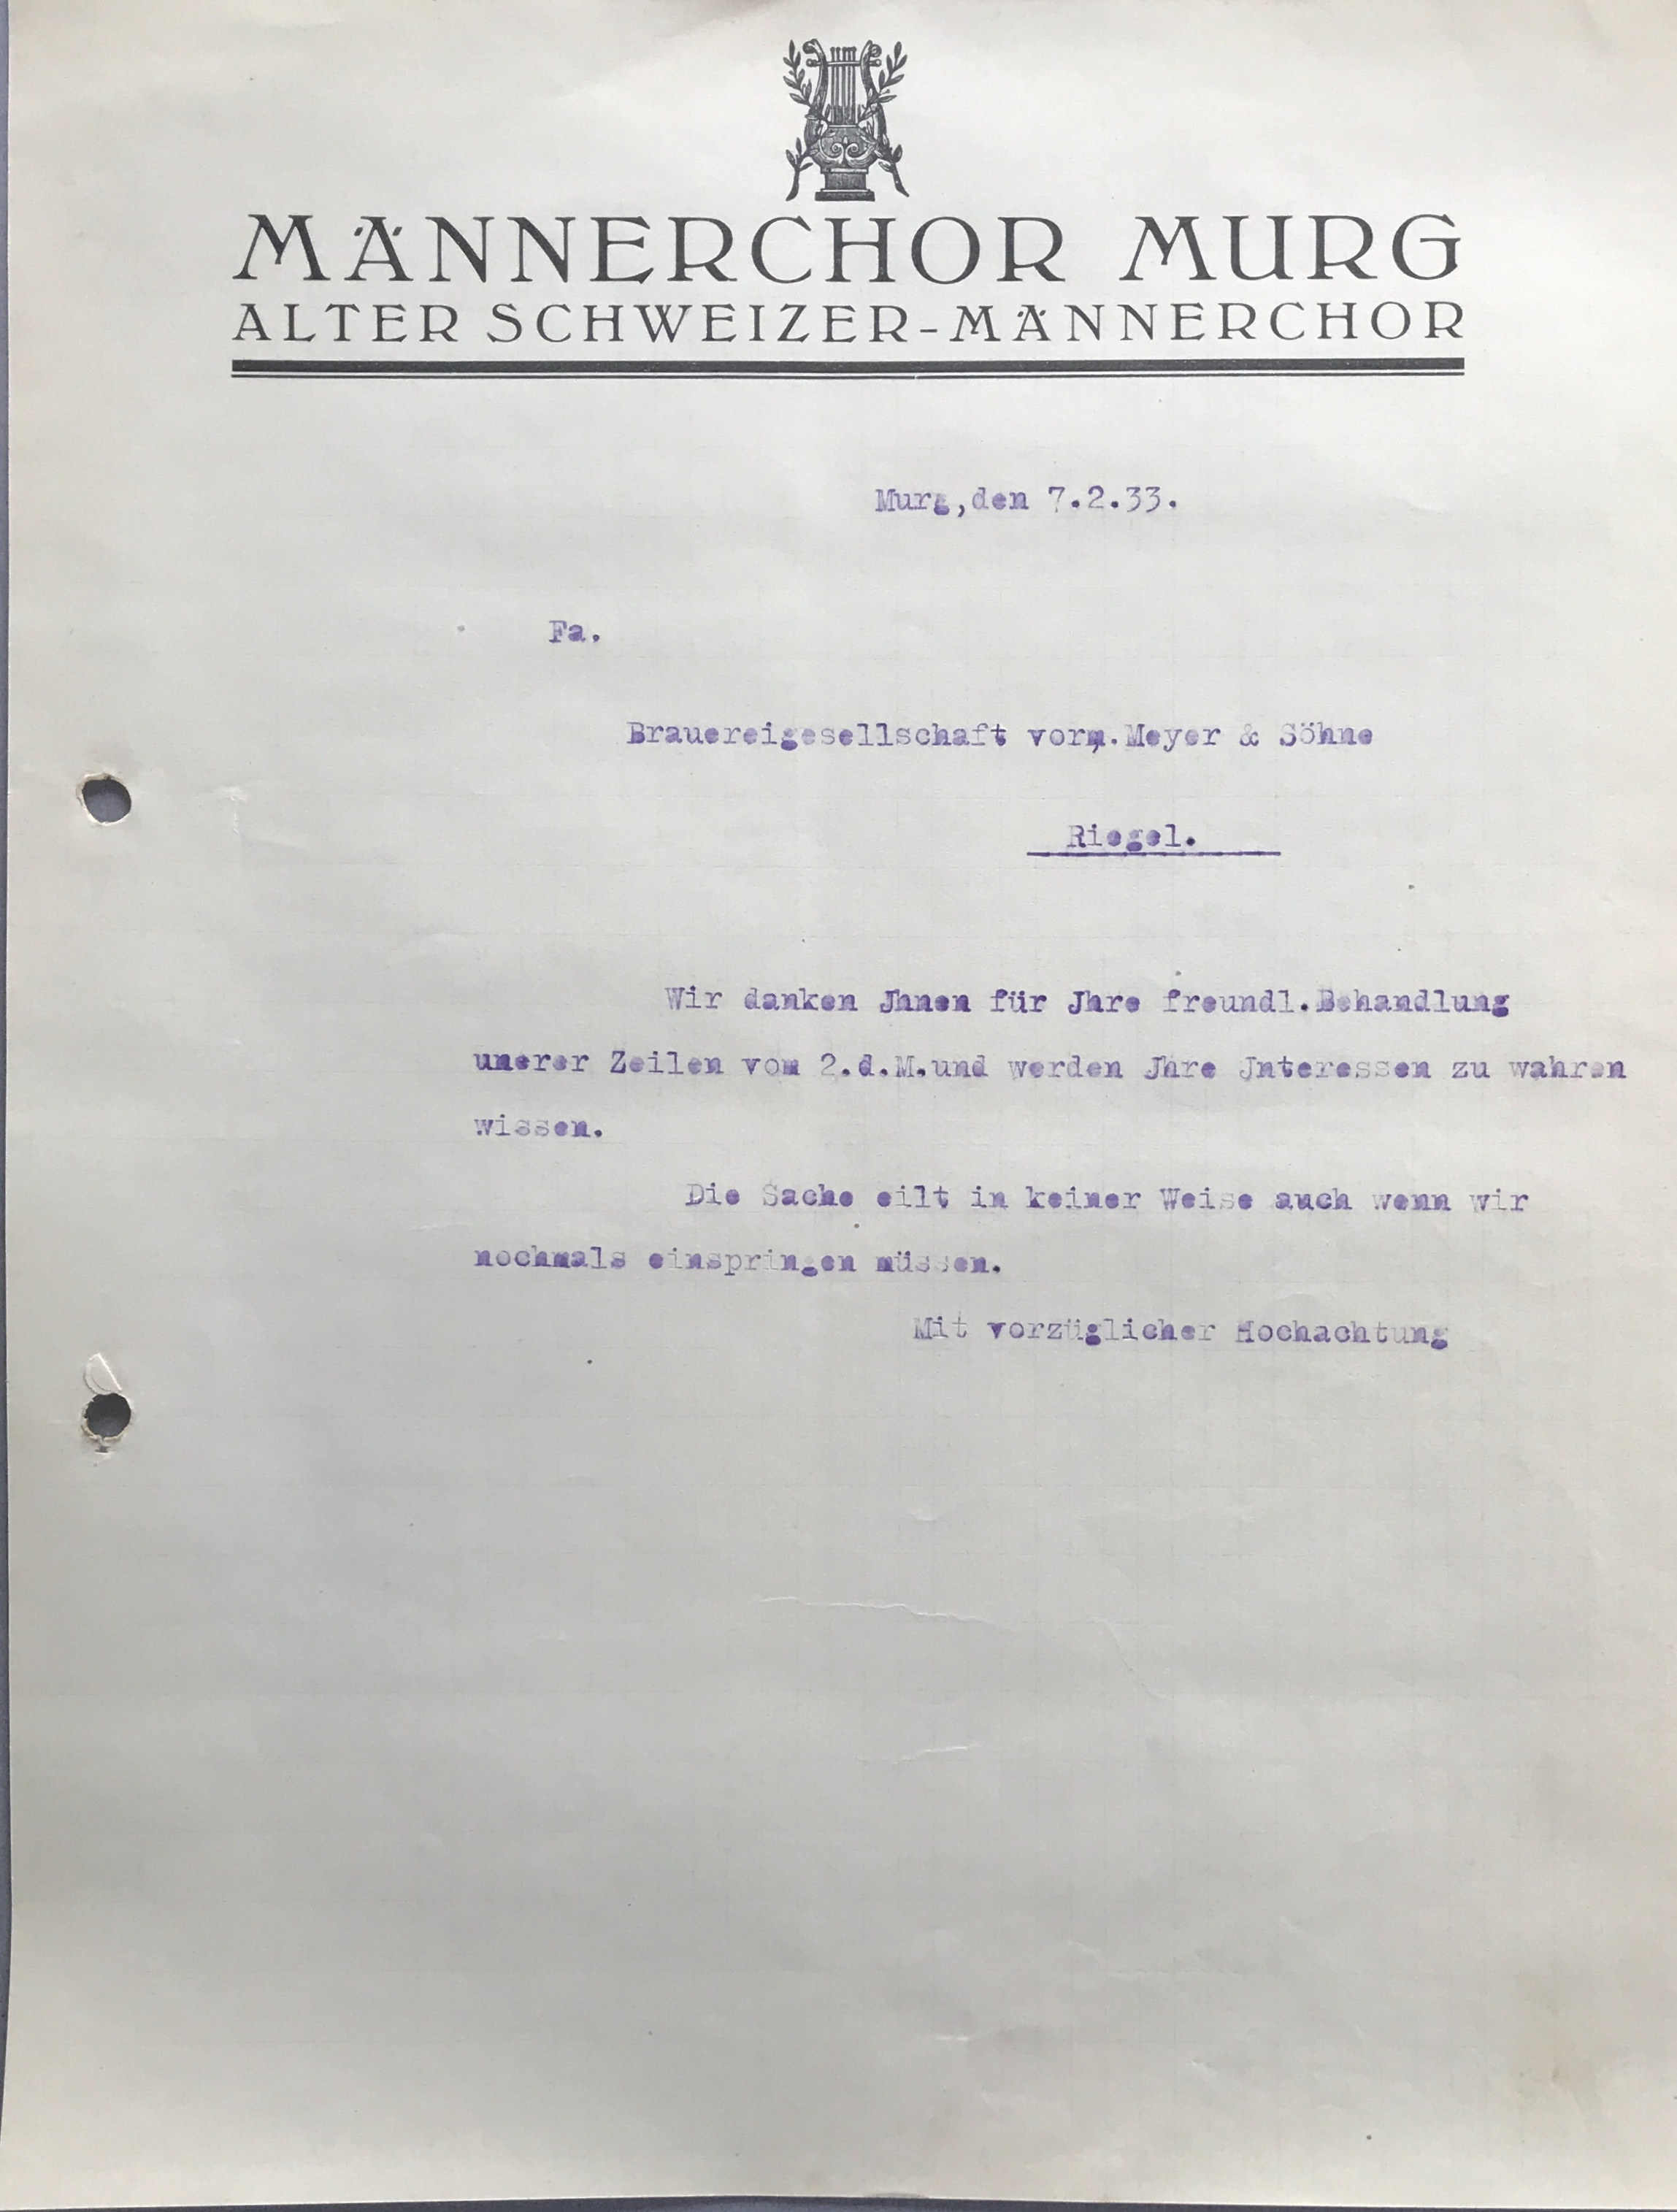 MÄNNERCHOR MURG
ALTER SCHWEIZER-MÄNNERCHOR
Murg,den 7.2.33.
Fa.
Brauereigesellschaft vorm.Meyer & Söhne
Riegel.
Wir danken Jhnen für Jhre freundl.Behandlung
unerer Zeilen vom 2.d.M.und werden Jhre Jnteressen zu wahren
wissen.
Die Sache eilt in keiner Weise auch wenn wir
nochmals einspringen müssen.
Mit vorzüglicher Hochachtung